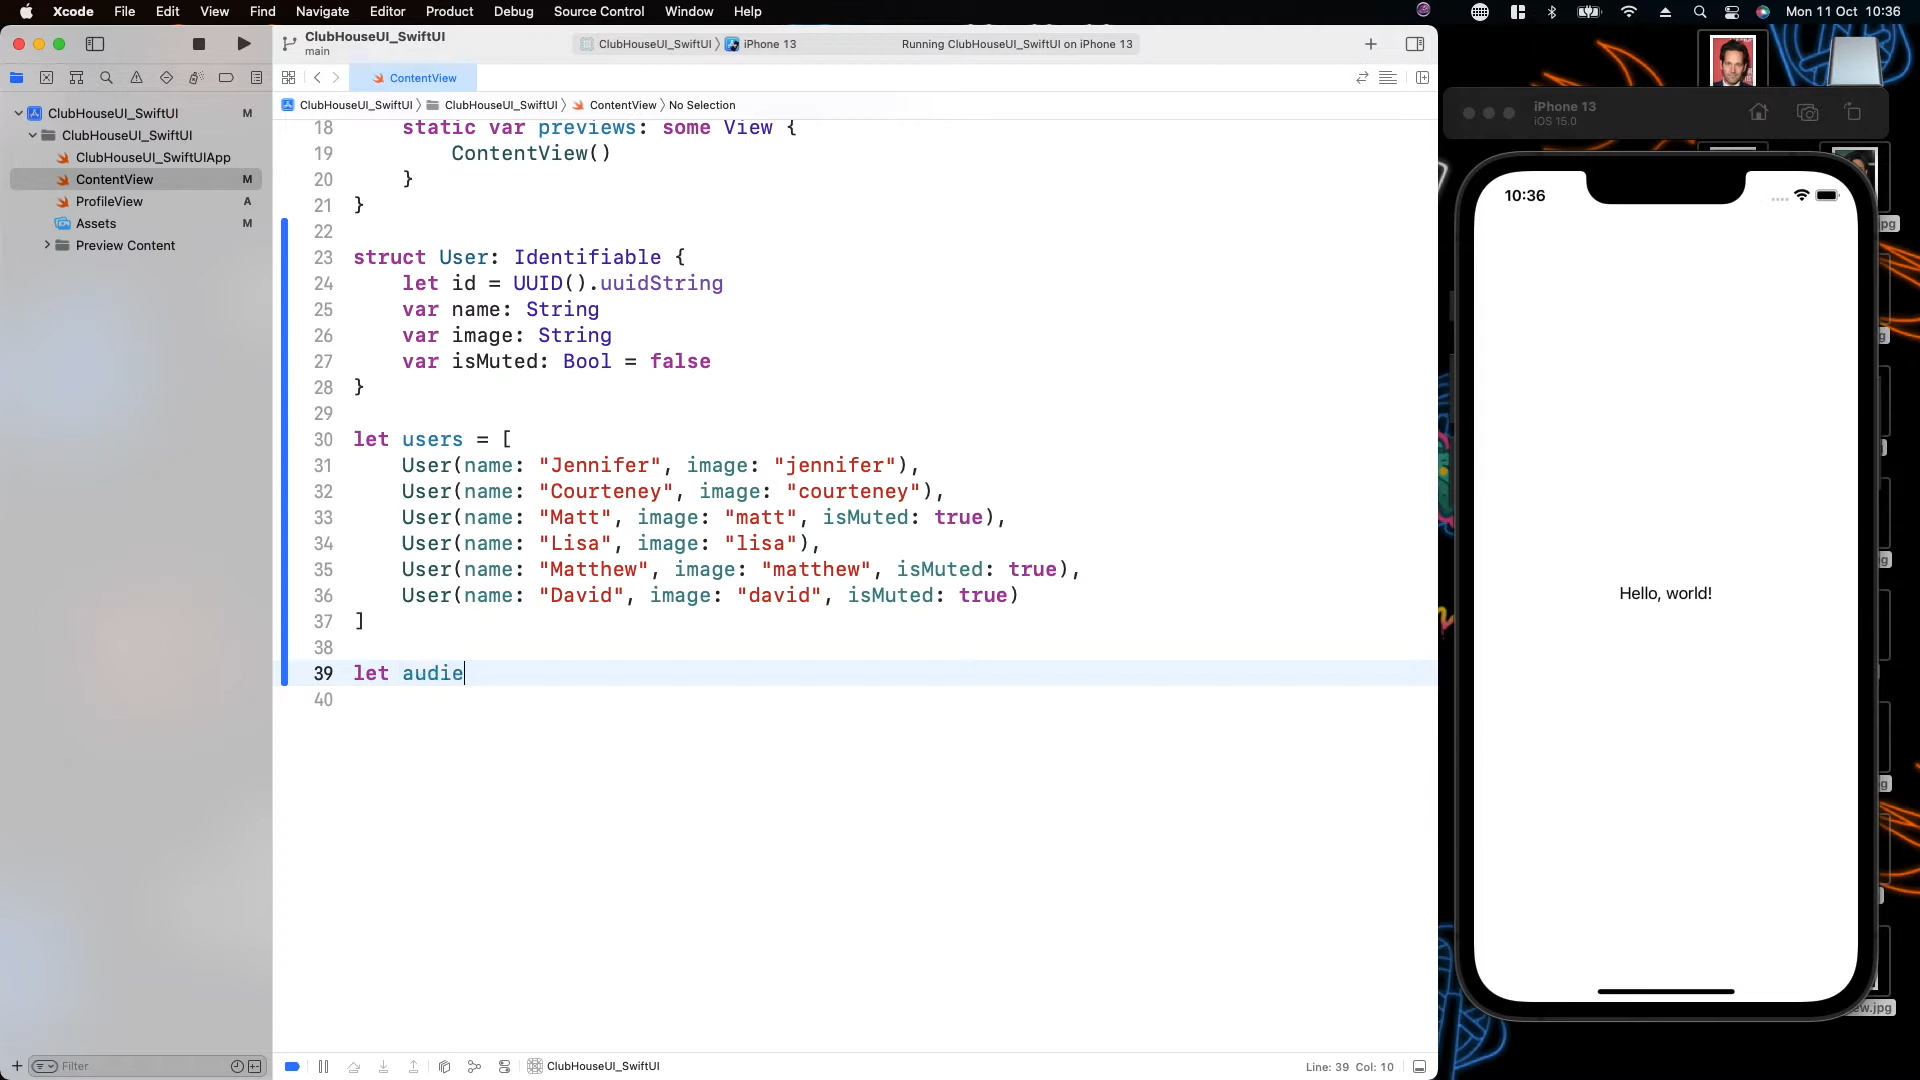 Xcode File Edit View Find Navigate Editor Product Debug Source Control Window Help Mon 11 Oct 10:36
ClubHouseUI_SwiftUI
main
ClubHouseUI_SwiftUI iPhone 13
Running ClubHouseUI_SwiftUI on iPhone 13
ContentView
ClubHouseUI_SwiftUI ClubHouseUI_SwiftUI ContentView No Selection
ClubHouseUI_SwiftUI M
ClubHouseUI_SwiftUI
ClubHouseUI_SwiftUIApp
ContentView M
ProfileView A
Assets M
Preview Content
Filter
18 static var previews: some View {
19 ContentView()
20 }
21 }
22
23 struct User: Identifiable {
24 let id = UUID().uuidString
25 var name: String
26 var image: String
27 var isMuted: Bool = false
28 }
29
30 let users = [
31 User(name: "Jennifer", image: "jennifer"),
32 User(name: "Courteney", image: "courteney"),
33 User(name: "Matt", image: "matt", isMuted: true),
34 User(name: "Lisa", image: "lisa"),
35 User(name: "Matthew", image: "matthew", isMuted: true),
36 User(name: "David", image: "david", isMuted: true)
37 ]
38
39 let audie
40
ClubHouseUI_SwiftUI
Line: 39 Col: 10
iPhone 13
iOS 15.0
10:36
Hello, world!